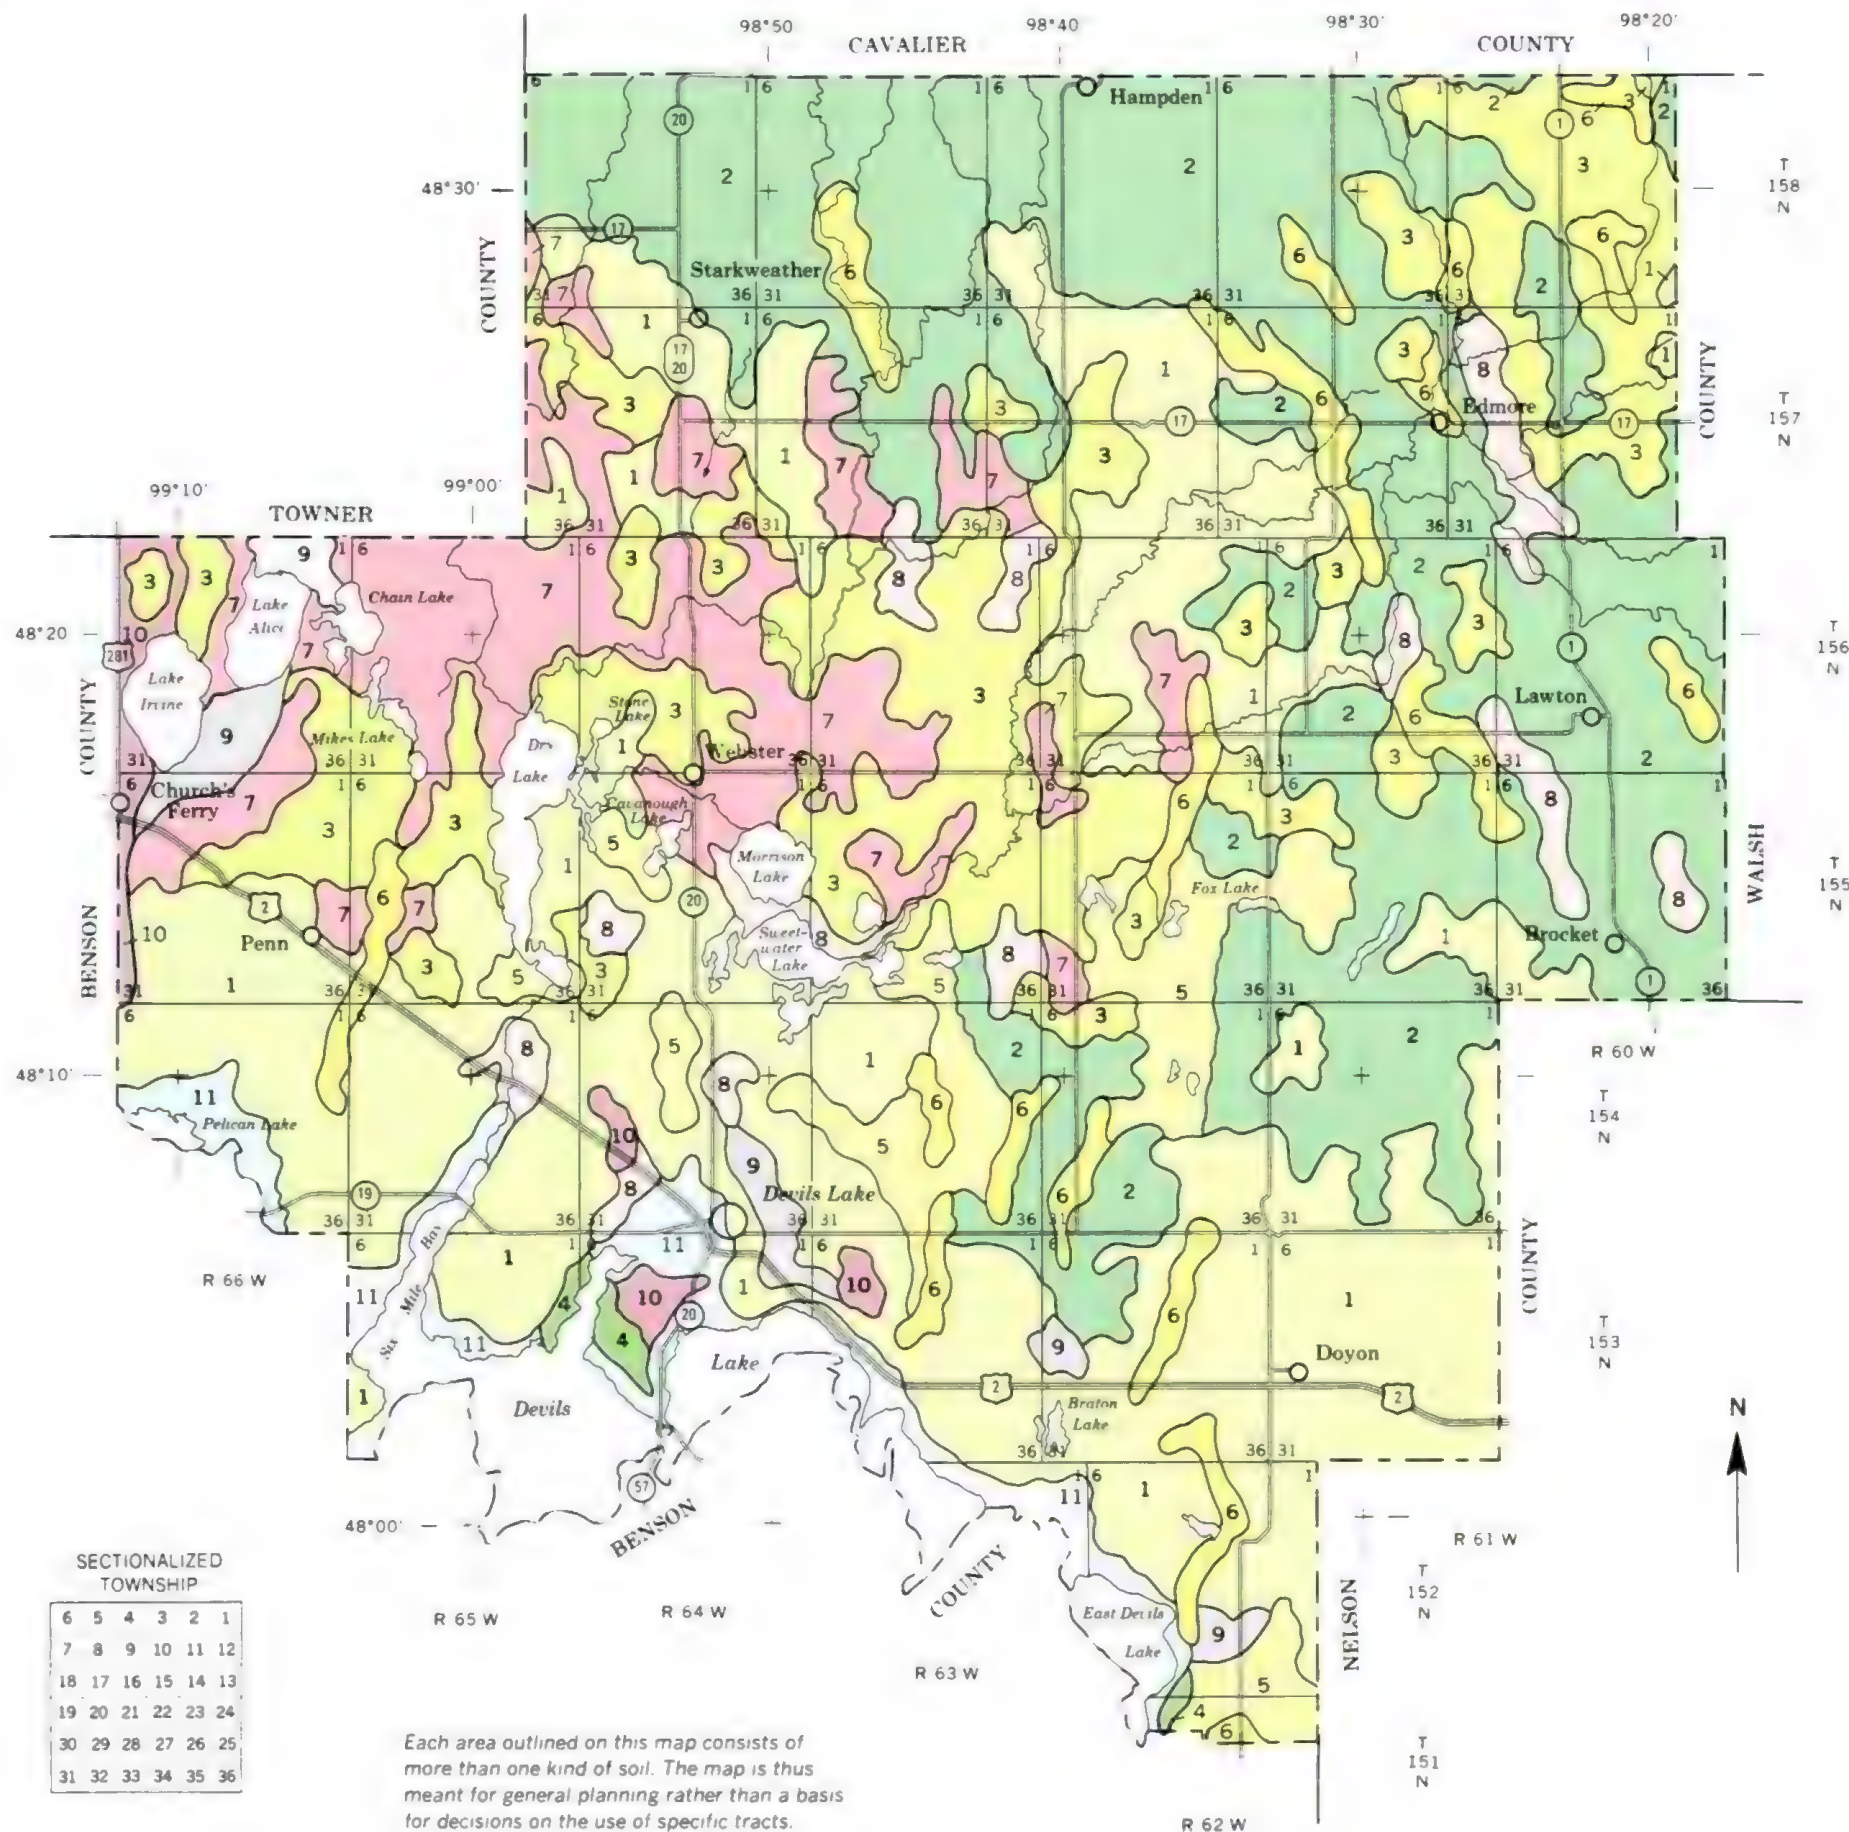 98°50'
98°40'
98°30'
98°20'
CAVALIER
COUNTY
Hampden
48°30'
T
158
N
COUNTY
Starkweather
Edmore
COUNTY
T
157
N
99°10'
99°00'
TOWNER
Lake
Alice
Chain Lake
48°20'
T
156
N
Lake
Irvine
COUNTY
Stone
Lake
Mikes Lake
Dry
Lake
Webster
Lawton
Church's
Ferry
Cavanough
Lake
Morrison
Lake
Fox Lake
WALSH
T
155
N
BENSON
Penn
Sweet-
water
Lake
Brocket
R 60 W
48°10'
Pelican Lake
T
154
N
Devils Lake
R 66 W
Six Mile Bay
COUNTY
T
153
N
Lake
Devils
Doyon
Braton
Lake
N
48°00'
BENSON
COUNTY
R 61 W
SECTIONALIZED
TOWNSHIP
6 5 4 3 2 1
7 8 9 10 11 12
18 17 16 15 14 13
19 20 21 22 23 24
30 29 28 27 26 25
31 32 33 34 35 36
R 65 W
R 64 W
R 63 W
East Devils
Lake
NELSON
T
152
N
T
151
N
R 62 W
Each area outlined on this map consists of
more than one kind of soil. The map is thus
meant for general planning rather than a basis
for decisions on the use of specific tracts.